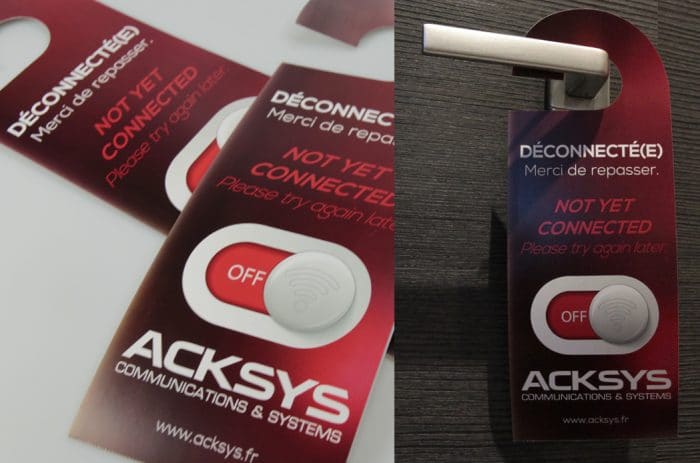 DÉCONNECTÉ(E)
Merci de repasser.
NOT YET
CONNECTED
Please try again later.
DÉCONNECTÉ(E)
Merci de repasser.
NOT YET
CONNECTED
Please try again later.
OFF
ACKSYS
COMMUNICATIONS & SYSTEMS
www.acksys.fr
DÉCONNECTÉ(E)
Merci de repasser.
NOT YET
CONNECTED
Please try again later.
OFF
ACKSYS
COMMUNICATIONS & SYSTEMS
www.acksys.fr